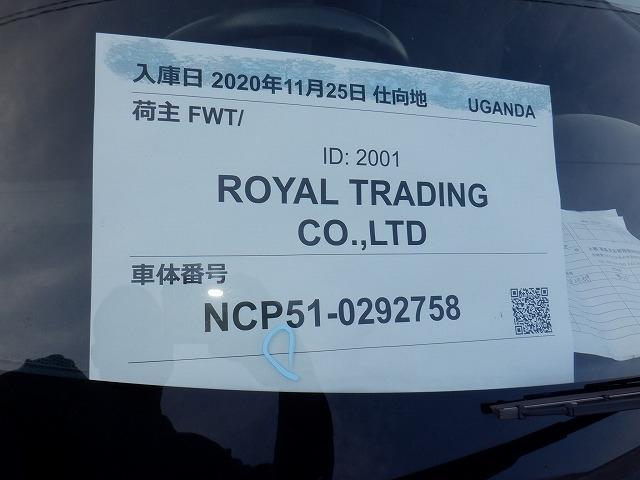 入庫日 2020年11月25日 仕向地 UGANDA
荷主 FWT/
ID: 2001
ROYAL TRADING
CO.,LTD
車体番号
NCP51-0292758